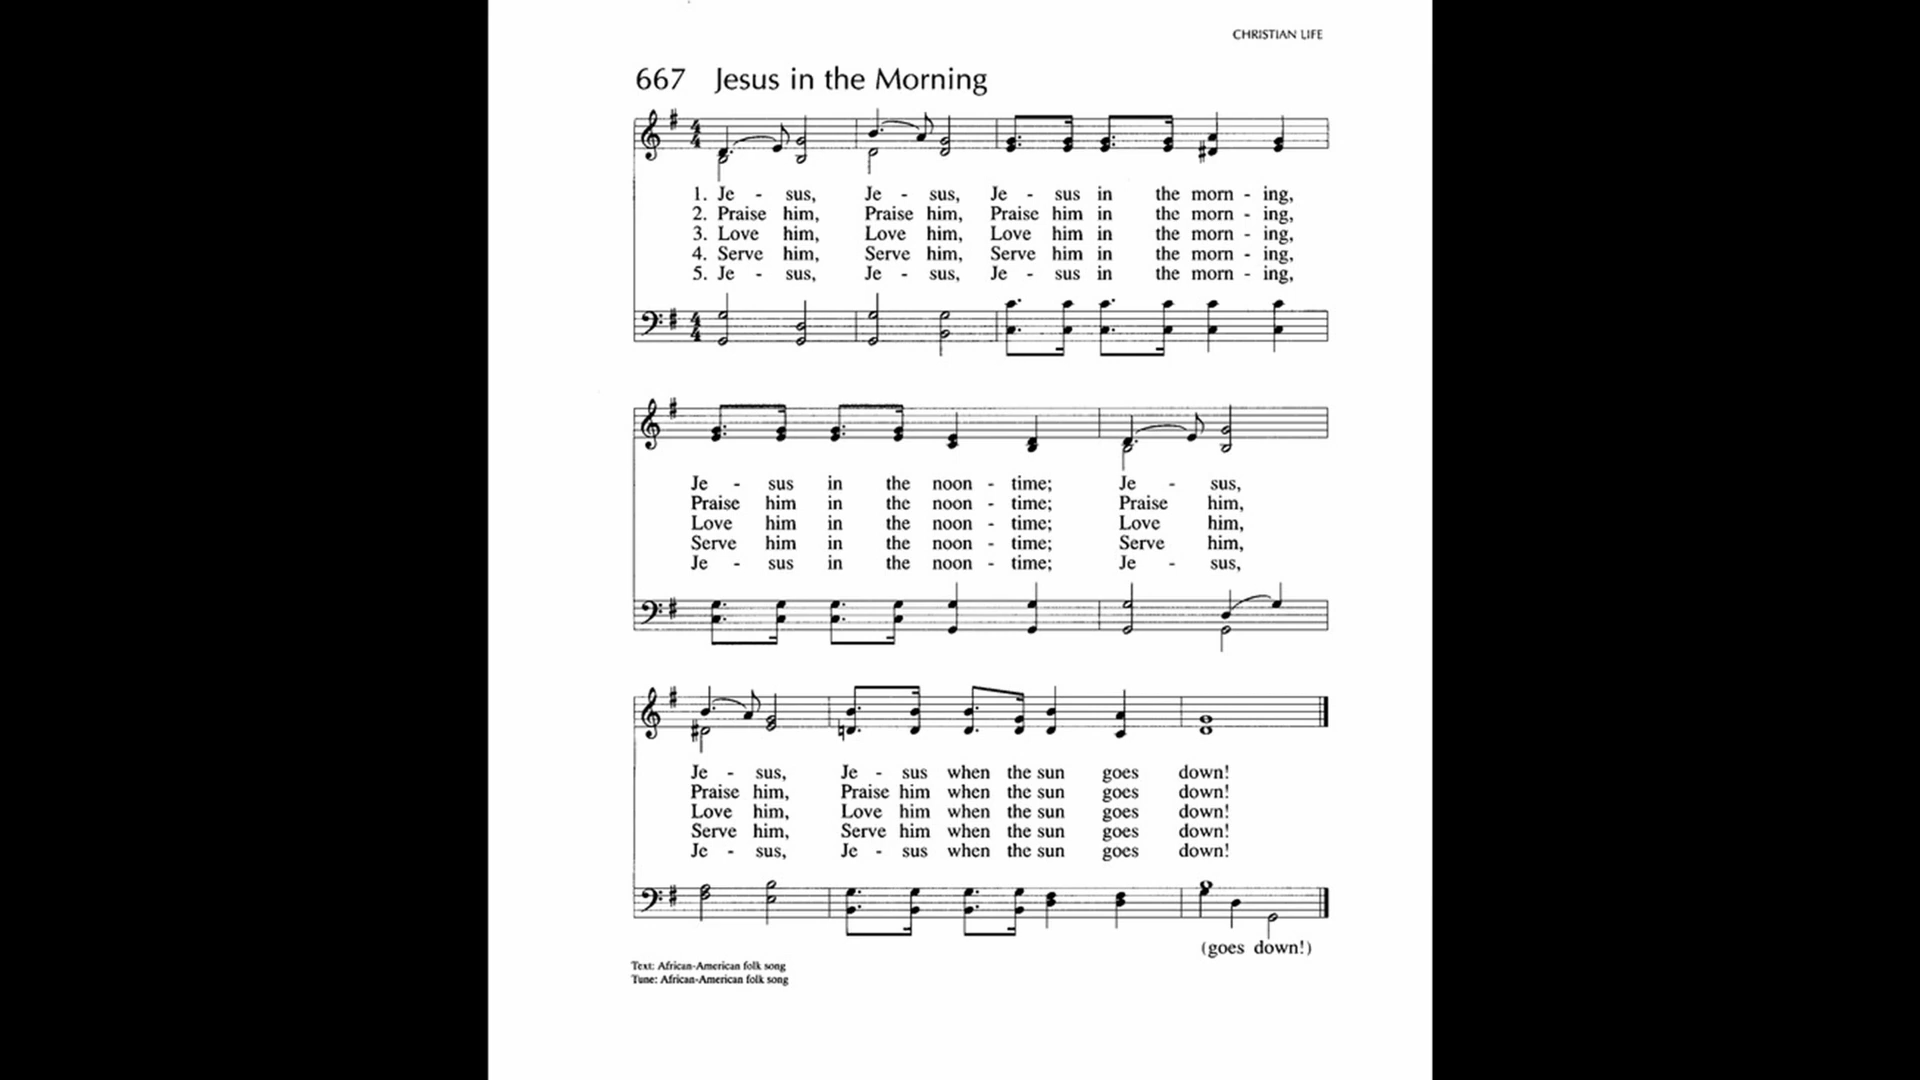 CHRISTIAN LIFE
667 Jesus in the Morning
1. Je - sus, Je - sus, Je - sus in the morn - ing,
2. Praise him, Praise him, Praise him in the morn - ing,
3. Love him, Love him, Love him in the morn - ing,
4. Serve him, Serve him, Serve him in the morn - ing,
5. Je - sus, Je - sus, Je - sus in the morn - ing,
Je - sus in the noon - time; Je - sus,
Praise him in the noon - time; Praise him,
Love him in the noon - time; Love him,
Serve him in the noon - time; Serve him,
Je - sus in the noon - time; Je - sus,
Je - sus, Je - sus when the sun goes down!
Praise him, Praise him when the sun goes down!
Love him, Love him when the sun goes down!
Serve him, Serve him when the sun goes down!
Je - sus, Je - sus when the sun goes down!
(goes down!)
Text: African-American folk song
Tune: African-American folk song